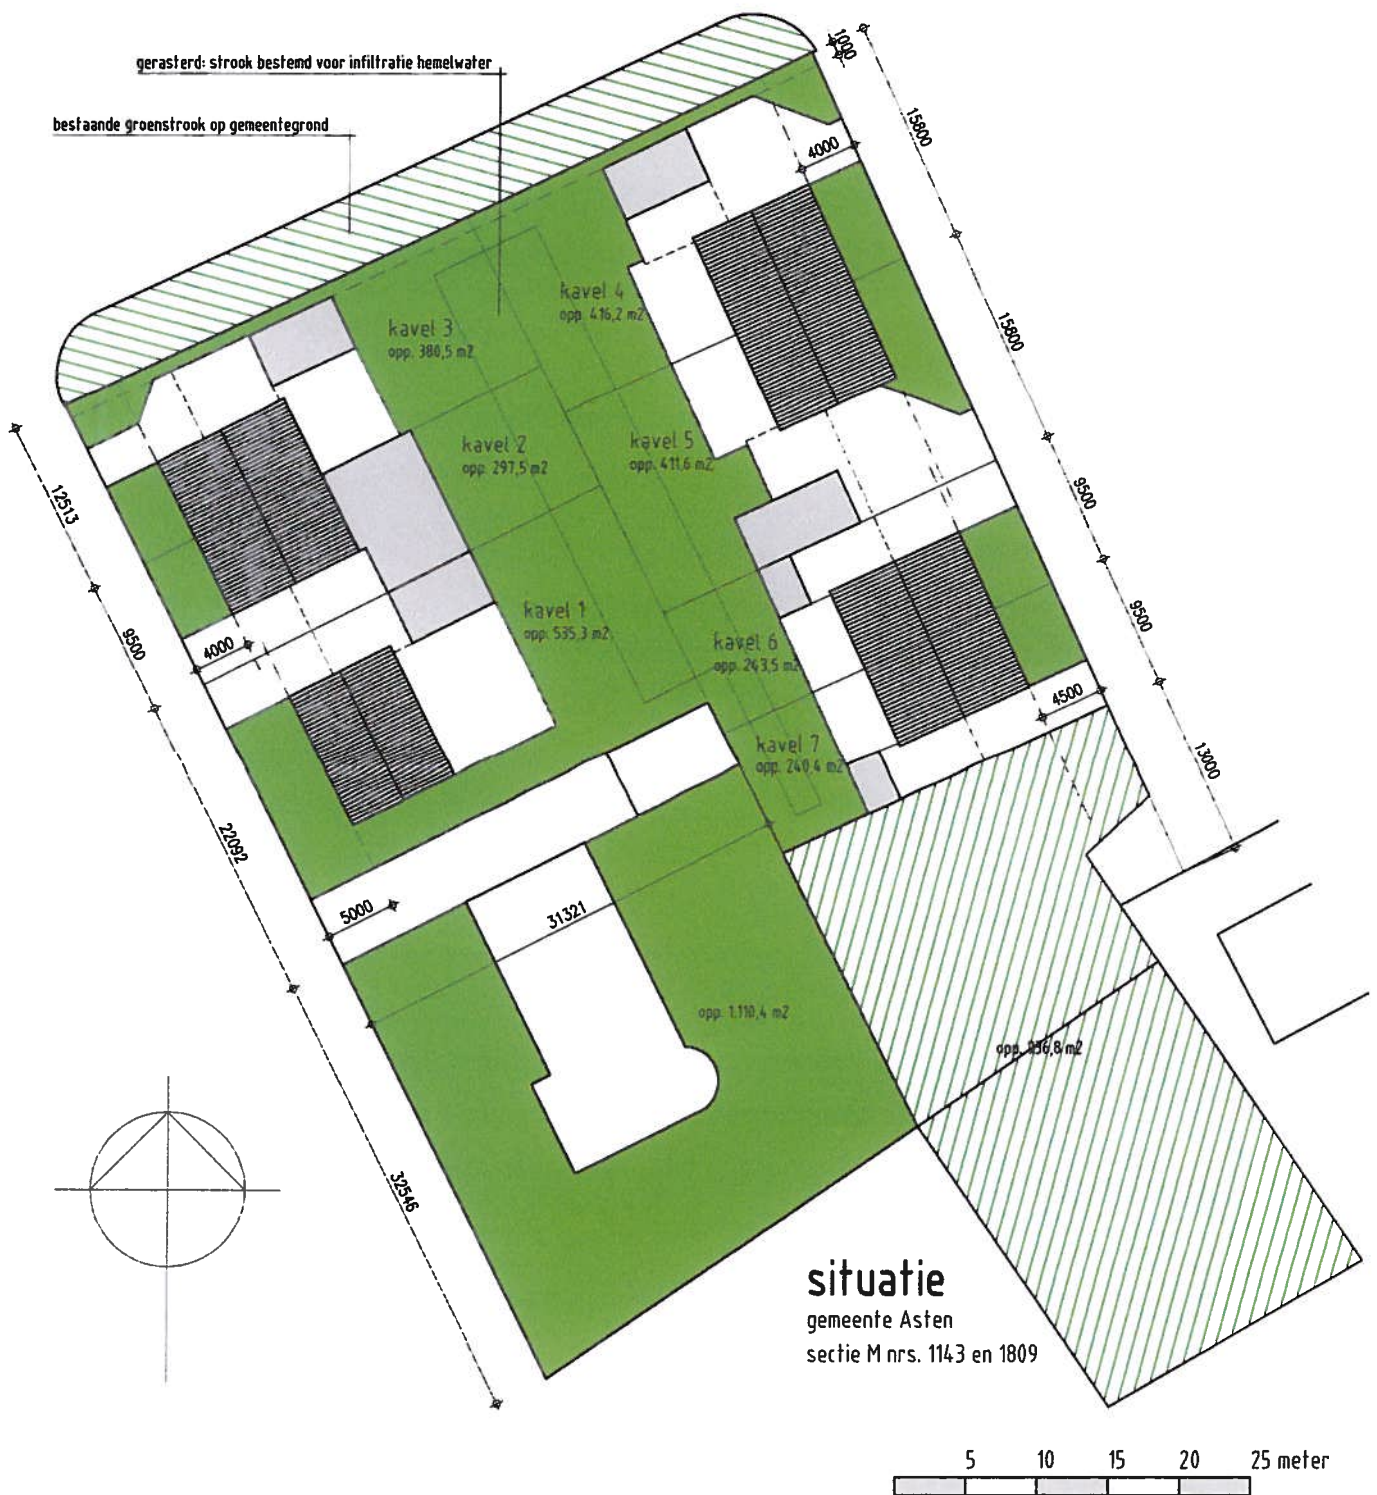 gerasterd: strook bestemd voor infiltratie hemelwater
bestaande groenstrook op gemeentegrond
1000
15800
4000
15800
kavel 4
opp. 416,2 m2
kavel 3
opp. 380,5 m2
kavel 2
opp. 297,5 m2
kavel 5
opp. 411,6 m2
12513
9500
9500
9500
4000
kavel 1
opp. 535,3 m2
kavel 6
opp. 243,5 m2
4500
kavel 7
opp. 240,4 m2
13000
22092
5000
31321
opp. 1.110,4 m2
opp.
32546
situatie
gemeente Asten
sectie M nrs. 1143 en 1809
5 10 15 20 25 meter